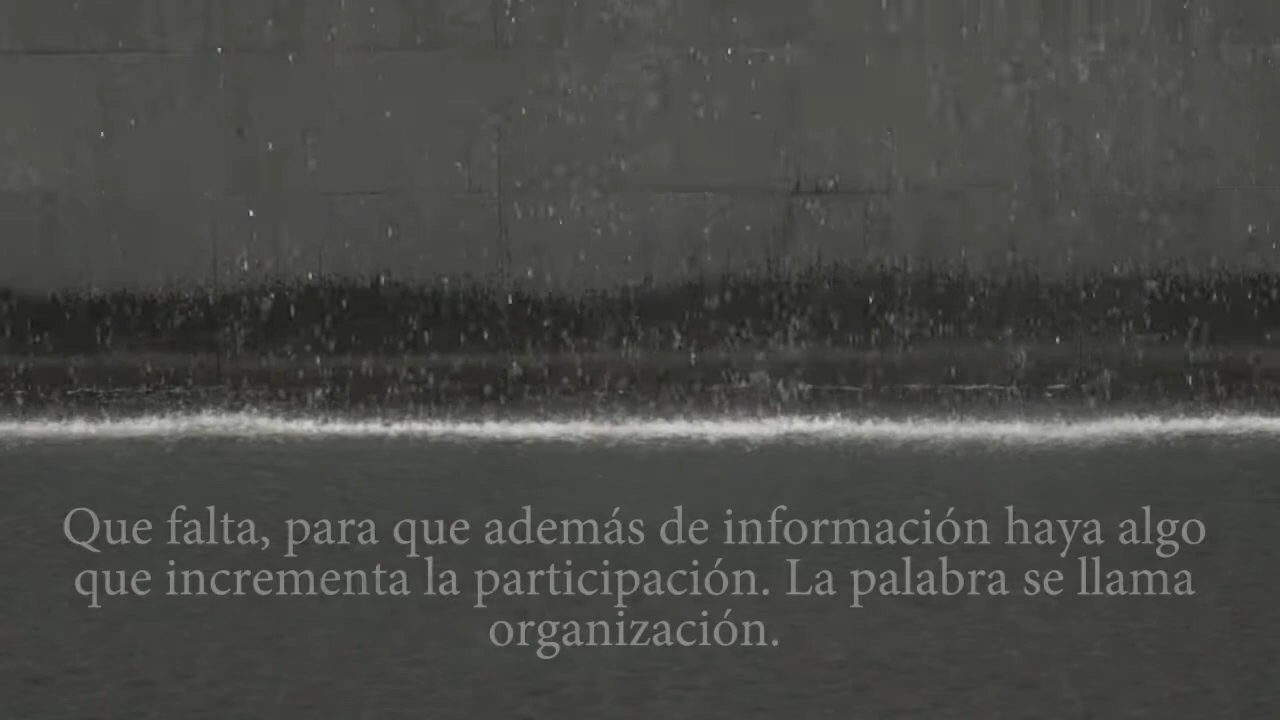 Que falta, para que además de información haya algo
que incrementa la participación. La palabra se llama
organización.